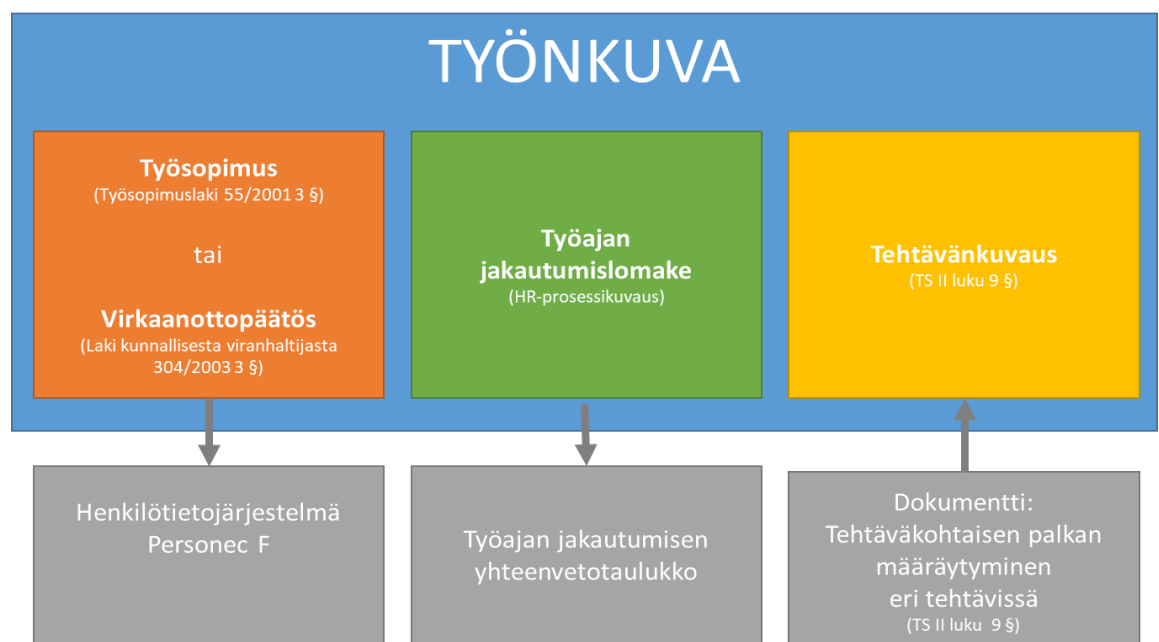 TYÖNKUVA
Työsopimus
(Työsopimuslaki 55/2001 3 §)
tai
Virkaanottopäätös
(Laki kunnallisesta viranhaltijasta
304/2003 3 §)
Työajan
jakautumislomake
(HR-prosessikuvaus)
Tehtävänkuvaus
(TS II luku 9 §)
Henkilötietojärjestelmä
Personec F
Työajan jakautumisen
yhteenvetotaulukko
Dokumentti:
Tehtäväkohtaisen palkan
määräytyminen
eri tehtävissä
(TS II luku 9 §)